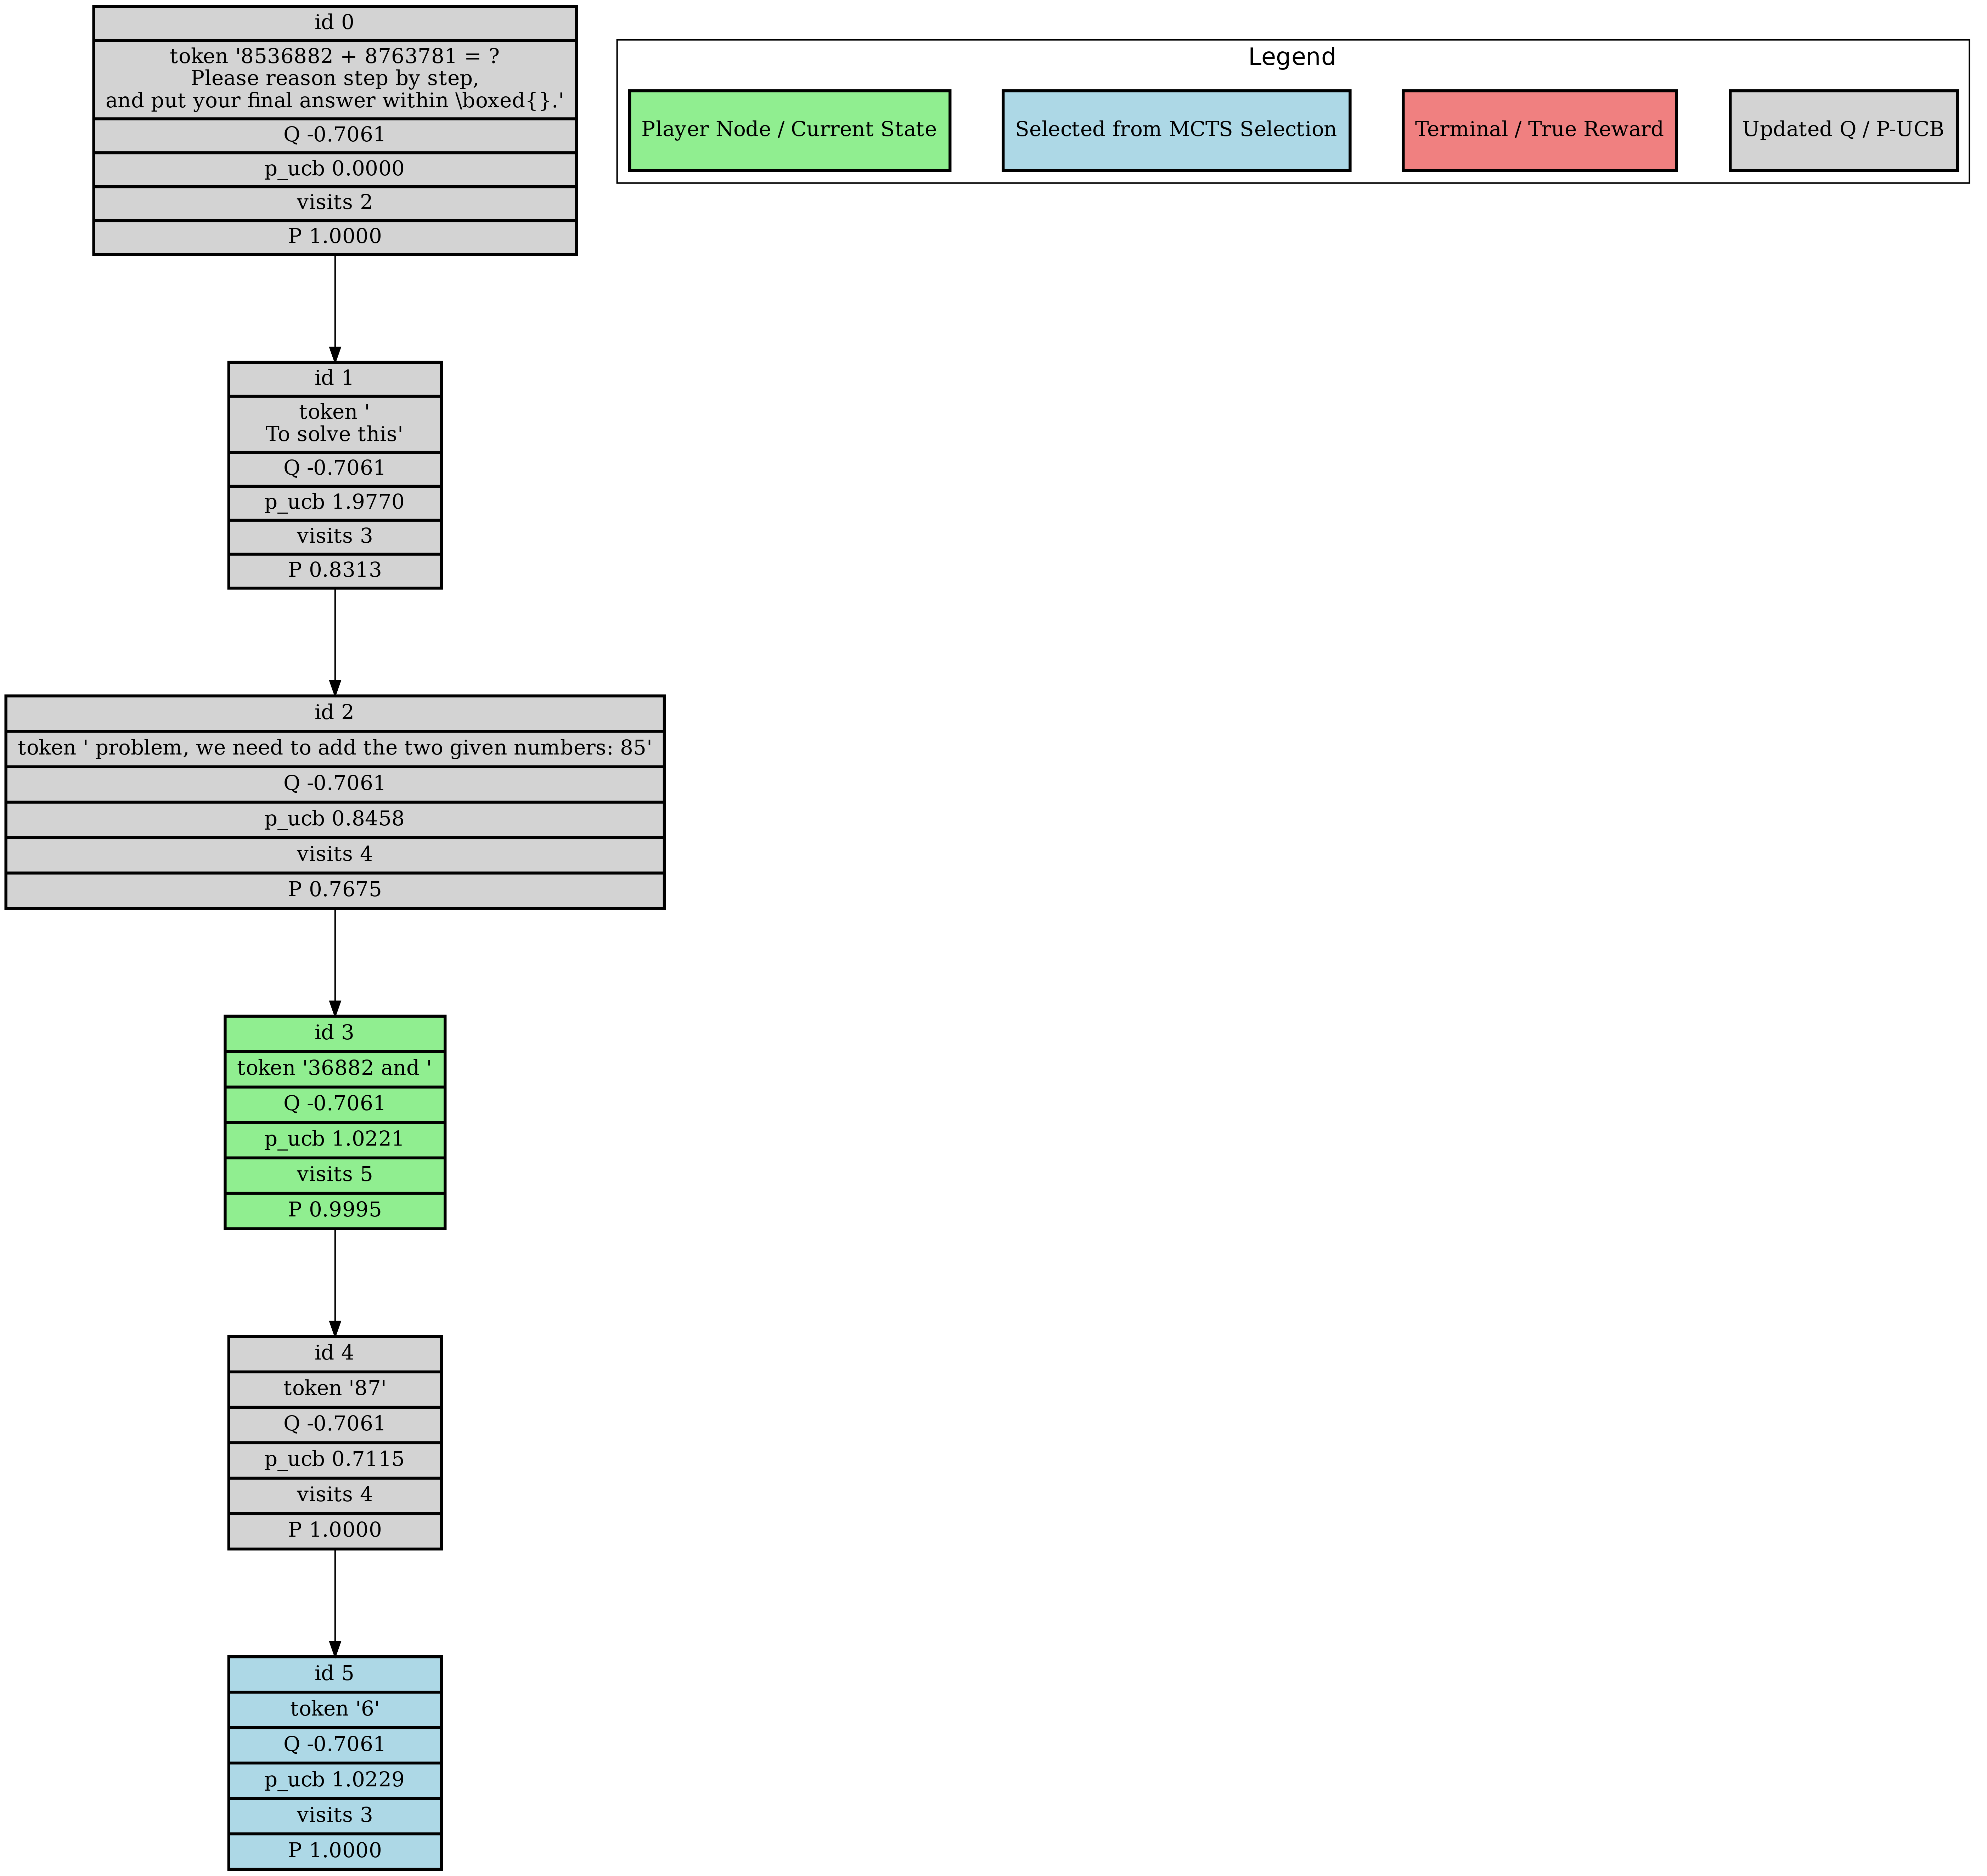 id 0
token '8536882 + 8763781 = ?
Please reason step by step,
and put your final answer within \boxed{}.'
Q -0.7061
p_ucb 0.0000
visits 2
P 1.0000
Legend
Player Node / Current State
Selected from MCTS Selection
Terminal / True Reward
Updated Q / P-UCB
id 1
token '
To solve this'
Q -0.7061
p_ucb 1.9770
visits 3
P 0.8313
id 2
token ' problem, we need to add the two given numbers: 85'
Q -0.7061
p_ucb 0.8458
visits 4
P 0.7675
id 3
token '36882 and '
Q -0.7061
p_ucb 1.0221
visits 5
P 0.9995
id 4
token '87'
Q -0.7061
p_ucb 0.7115
visits 4
P 1.0000
id 5
token '6'
Q -0.7061
p_ucb 1.0229
visits 3
P 1.0000